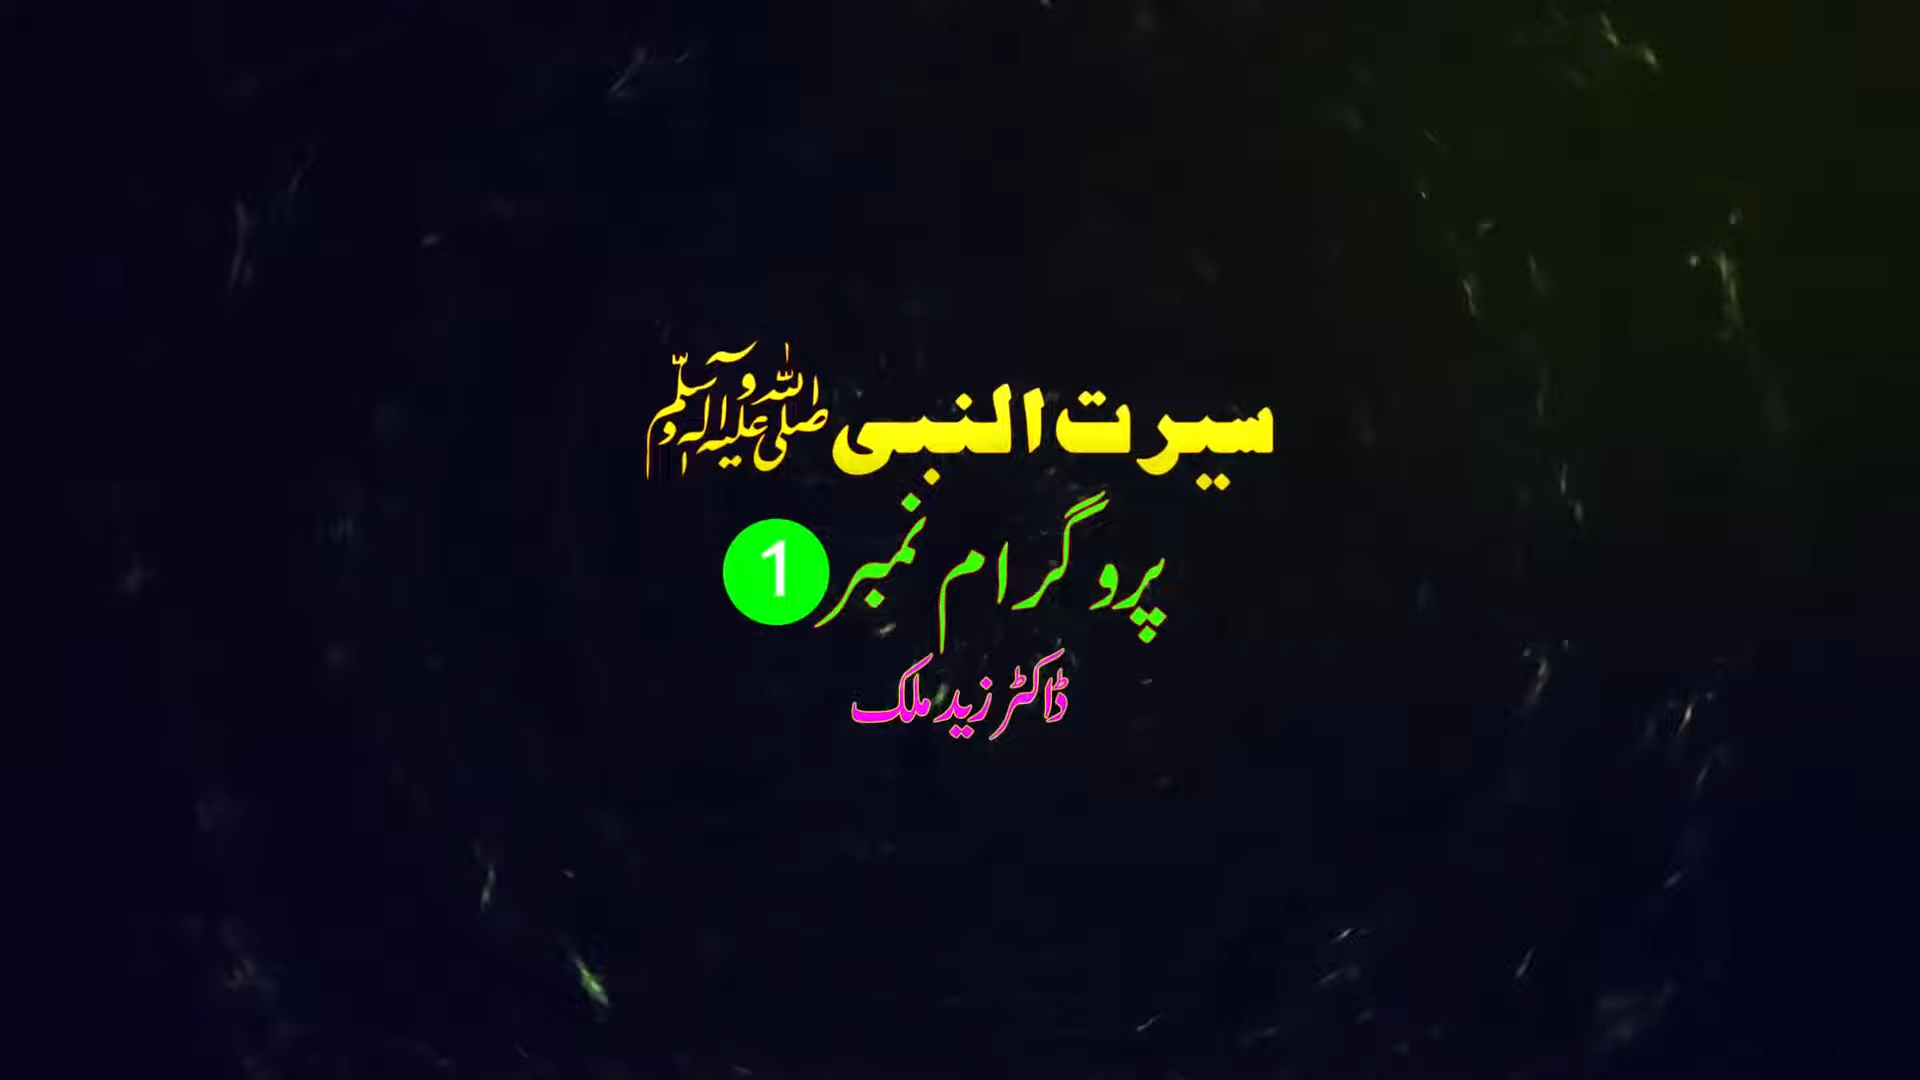 سیرت النبی صلی اللہ علیہ وآلہ وسلم
پروگرام نمبر 1
ڈاکٹر زید ملک